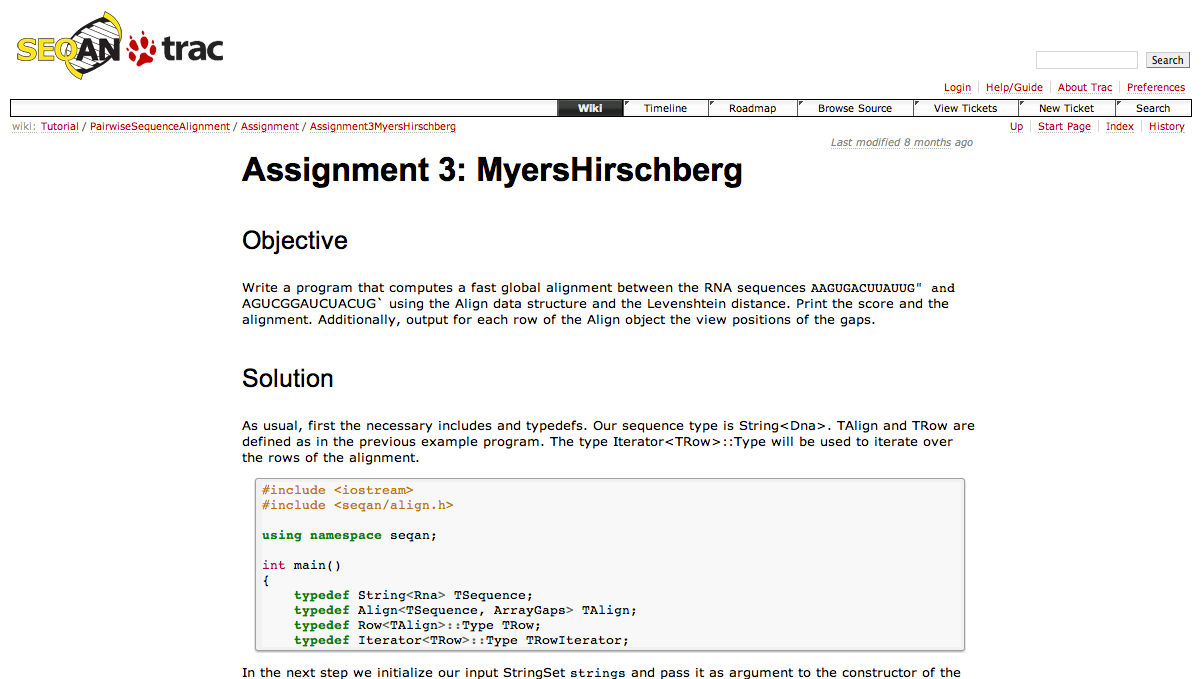 SEQAN trac
Search
Login Help/Guide About Trac Preferences
Wiki Timeline Roadmap Browse Source View Tickets New Ticket Search
wiki: Tutorial / PairwiseSequenceAlignment / Assignment / Assignment3MyersHirschberg Up Start Page Index History
Last modified 8 months ago
Assignment 3: MyersHirschberg
Objective
Write a program that computes a fast global alignment between the RNA sequences AAGUGACUUAUUG" and
AGUCGGAUCUACUG` using the Align data structure and the Levenshtein distance. Print the score and the
alignment. Additionally, output for each row of the Align object the view positions of the gaps.
Solution
As usual, first the necessary includes and typedefs. Our sequence type is String<Dna>. TAlign and TRow are
defined as in the previous example program. The type Iterator<TRow>::Type will be used to iterate over
the rows of the alignment.
#include <iostream>
#include <seqan/align.h>
using namespace seqan;
int main()
{
    typedef String<Rna> TSequence;
    typedef Align<TSequence, ArrayGaps> TAlign;
    typedef Row<TAlign>::Type TRow;
    typedef Iterator<TRow>::Type TRowIterator;
In the next step we initialize our input StringSet strings and pass it as argument to the constructor of the